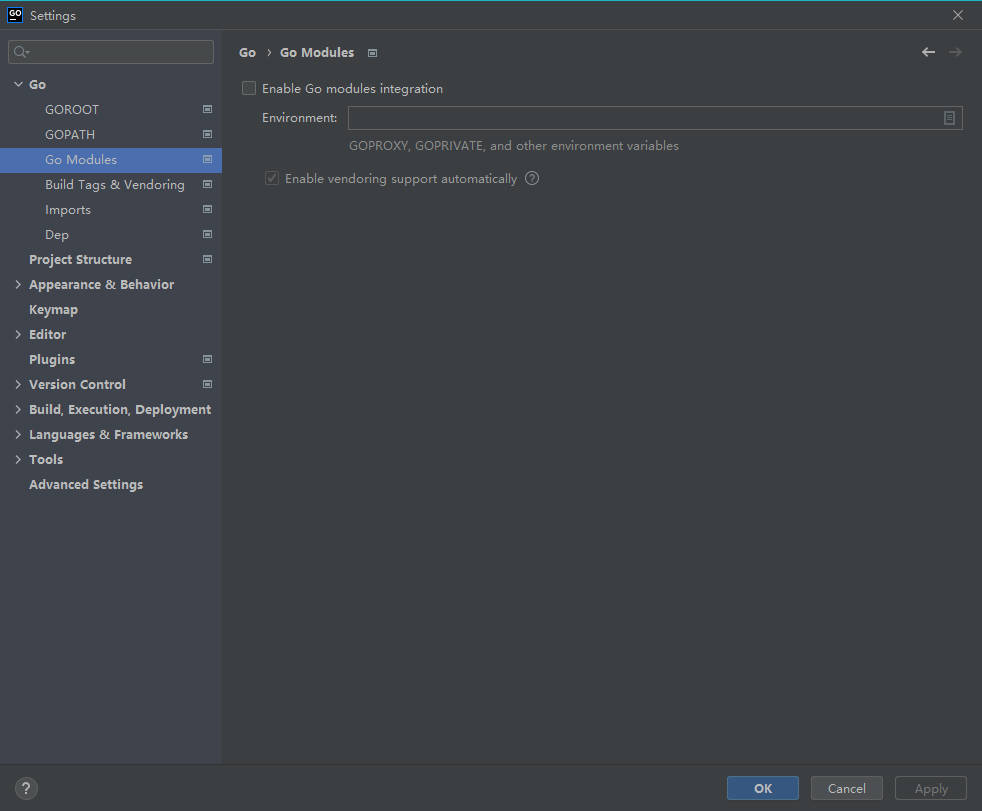 GO Settings
Go
GOROOT
GOPATH
Go Modules
Build Tags & Vendoring
Imports
Dep
Project Structure
Appearance & Behavior
Keymap
Editor
Plugins
Version Control
Build, Execution, Deployment
Languages & Frameworks
Tools
Advanced Settings
Go › Go Modules
Enable Go modules integration
Environment:
GOPROXY, GOPRIVATE, and other environment variables
Enable vendoring support automatically ?
? OK Cancel Apply